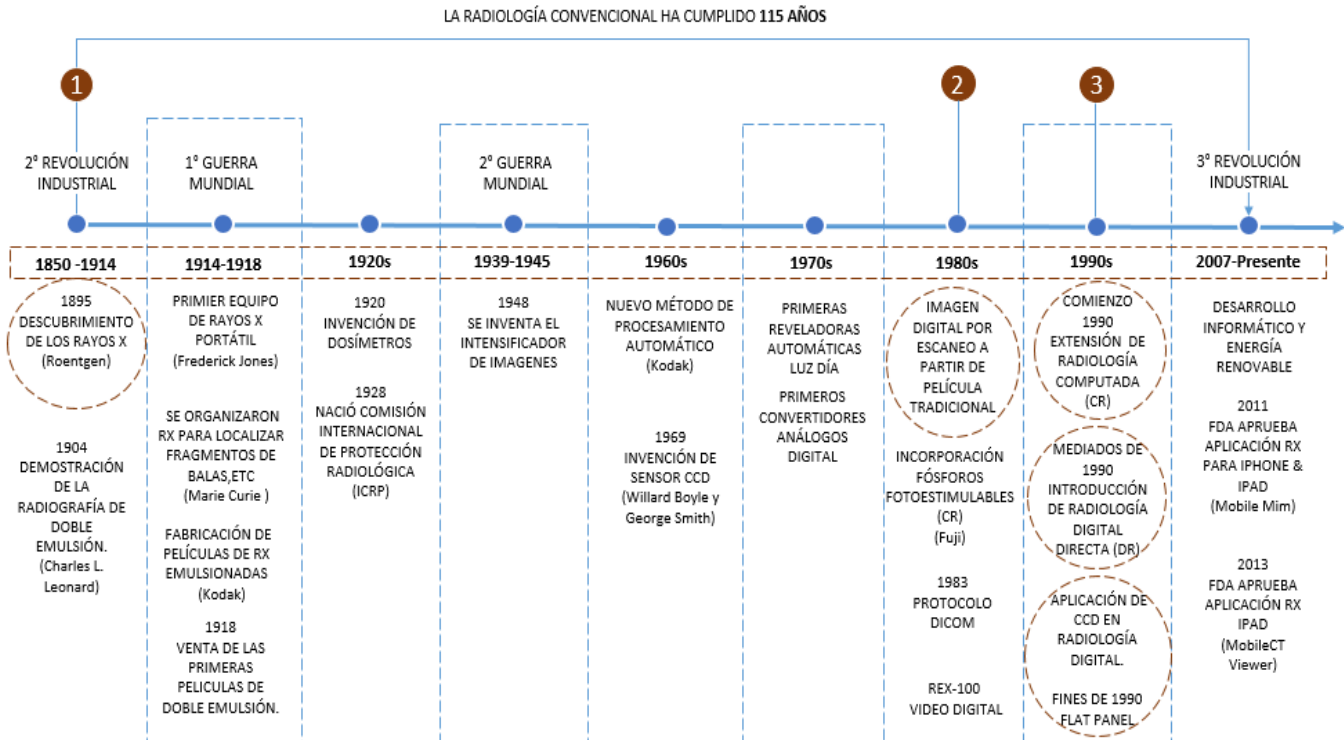 LA RADIOLOGÍA CONVENCIONAL HA CUMPLIDO 115 AÑOS
1
2
3
2º REVOLUCIÓN
INDUSTRIAL
1º GUERRA
MUNDIAL
2º GUERRA
MUNDIAL
3º REVOLUCIÓN
INDUSTRIAL
1850 -1914
1914-1918
1920s
1939-1945
1960s
1970s
1980s
1990s
2007-Presente
1895
DESCUBRIMIENTO
DE LOS RAYOS X
(Roentgen)
1904
DEMOSTRACIÓN
DE LA
RADIOGRAFÍA DE
DOBLE
EMULSIÓN.
(Charles L.
Leonard)
PRIMIER EQUIPO
DE RAYOS X
PORTÁTIL
(Frederick Jones)
SE ORGANIZARON
RX PARA LOCALIZAR
FRAGMENTOS DE
BALAS,ETC
(Marie Curie )
FABRICACIÓN DE
PELÍCULAS DE RX
EMULSIONADAS
(Kodak)
1918
VENTA DE LAS
PRIMERAS
PELICULAS DE
DOBLE EMULSIÓN.
1920
INVENCIÓN DE
DOSÍMETROS
1928
NACIÓ COMISIÓN
INTERNACIONAL
DE PROTECCIÓN
RADIOLÓGICA
(ICRP)
1948
SE INVENTA EL
INTENSIFICADOR
DE IMAGENES
NUEVO MÉTODO DE
PROCESAMIENTO
AUTOMÁTICO
(Kodak)
1969
INVENCIÓN DE
SENSOR CCD
(Willard Boyle y
George Smith)
PRIMERAS
REVELADORAS
AUTOMÁTICAS
LUZ DÍA
PRIMEROS
CONVERTIDORES
ANÁLOGOS
DIGITAL
IMAGEN
DIGITAL POR
ESCANEO A
PARTIR DE
PELÍCULA
TRADICIONAL
INCORPORACIÓN
FÓSFOROS
FOTOESTIMULABLES
(CR)
(Fuji)
1983
PROTOCOLO
DICOM
REX-100
VIDEO DIGITAL
COMIENZO
1990
EXTENSIÓN DE
RADIOLOGÍA
COMPUTADA
(CR)
MEDIADOS DE
1990
INTRODUCCIÓN
DE RADIOLOGÍA
DIGITAL
DIRECTA (DR)
APLICACIÓN DE
CCD EN
RADIOLOGÍA
DIGITAL.
FINES DE 1990
FLAT PANEL
DESARROLLO
INFORMÁTICO Y
ENERGÍA
RENOVABLE
2011
FDA APRUEBA
APLICACIÓN RX
PARA IPHONE &
IPAD
(Mobile Mim)
2013
FDA APRUEBA
APLICACIÓN RX
IPAD
(MobileCT
Viewer)